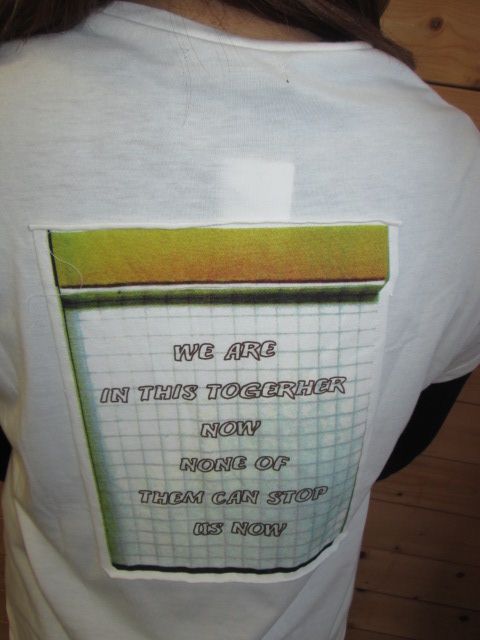 WE ARE
IN THIS TOGERHER
NOW
NONE OF
THEM CAN STOP
US NOW